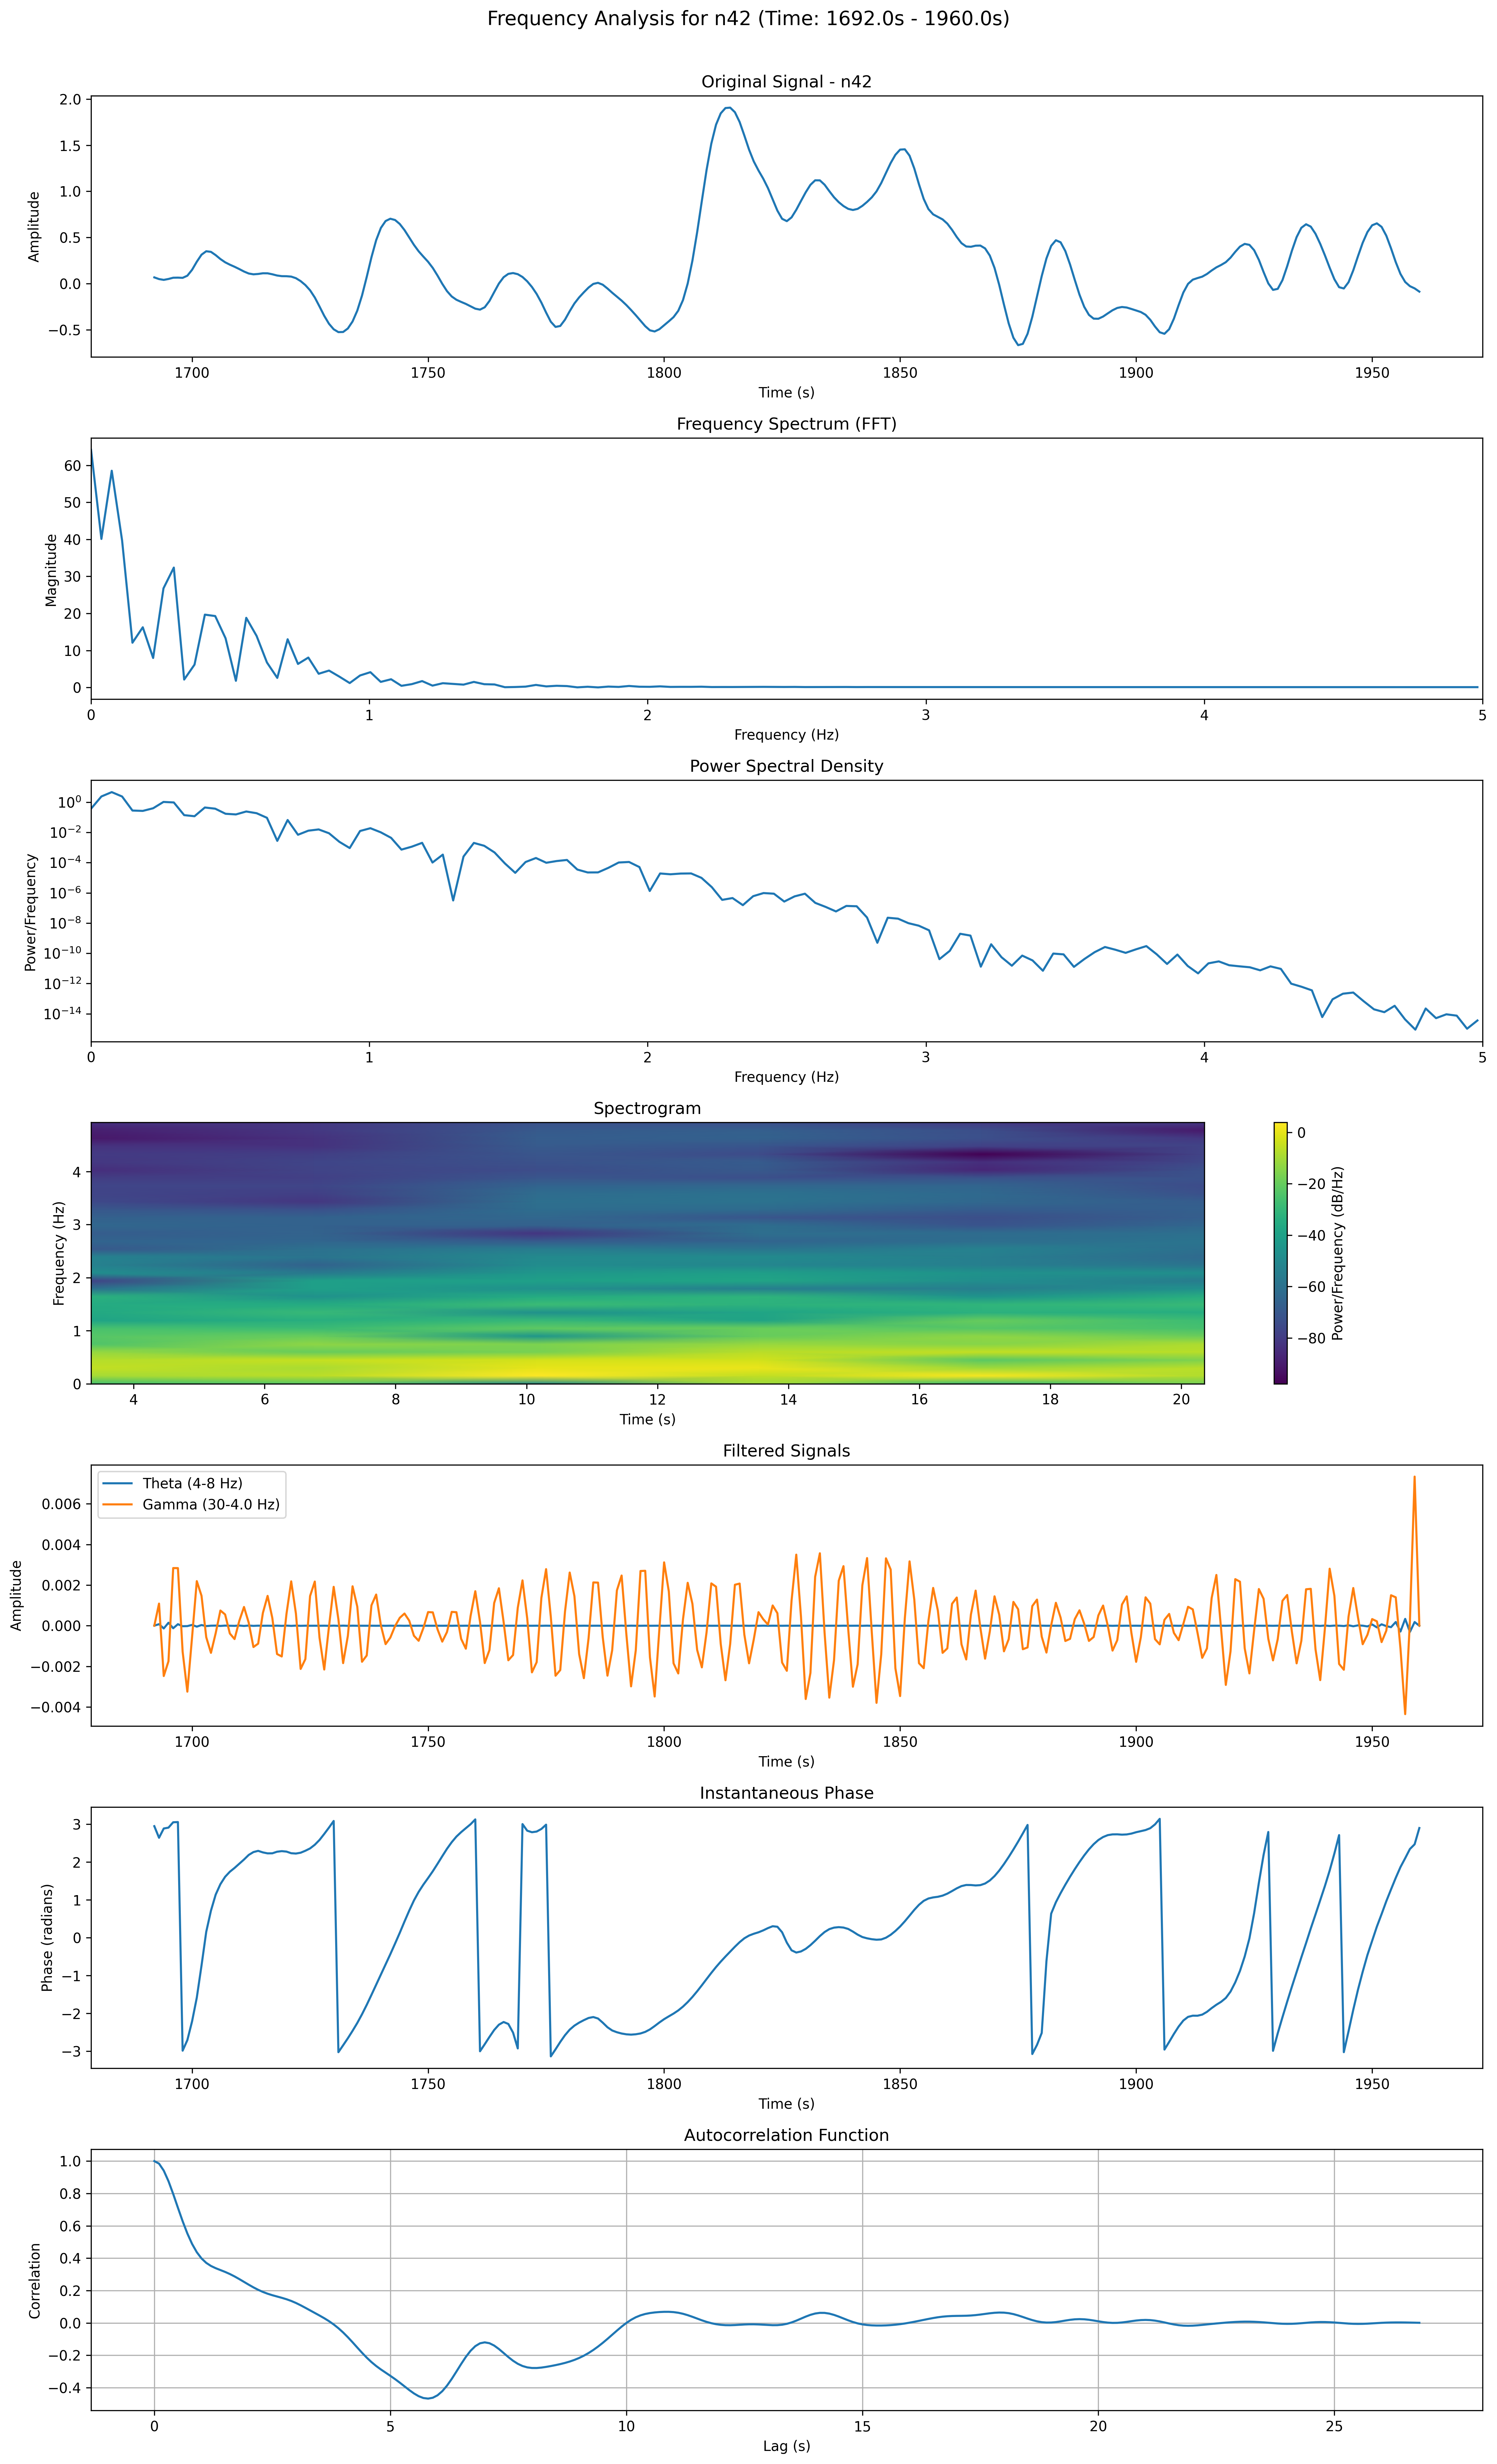 Frequency Analysis for n42 (Time: 1692.0s - 1960.0s)
Original Signal - n42
Amplitude
2.0
1.5
1.0
0.5
0.0
−0.5
1700 1750 1800 1850 1900 1950
Time (s)
Frequency Spectrum (FFT)
Magnitude
60
50
40
30
20
10
0
0 1 2 3 4 5
Frequency (Hz)
Power Spectral Density
Power/Frequency
10⁰
10⁻²
10⁻⁴
10⁻⁶
10⁻⁸
10⁻¹⁰
10⁻¹²
10⁻¹⁴
0 1 2 3 4 5
Frequency (Hz)
Spectrogram
Frequency (Hz)
4
3
2
1
0
4 6 8 10 12 14 16 18 20
Time (s)
0
−20
−40
−60
−80
Power/Frequency (dB/Hz)
Filtered Signals
Theta (4-8 Hz)
Gamma (30-4.0 Hz)
Amplitude
0.006
0.004
0.002
0.000
−0.002
−0.004
1700 1750 1800 1850 1900 1950
Time (s)
Instantaneous Phase
Phase (radians)
3
2
1
0
−1
−2
−3
1700 1750 1800 1850 1900 1950
Time (s)
Autocorrelation Function
Correlation
1.0
0.8
0.6
0.4
0.2
0.0
−0.2
−0.4
0 5 10 15 20 25
Lag (s)